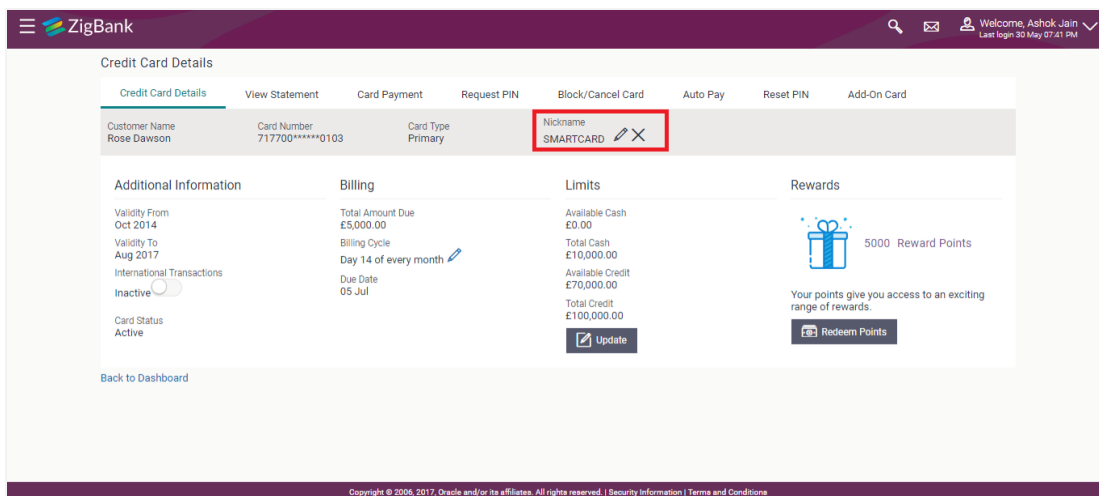 ZigBank
Welcome, Ashok Jain
Last login 30 May 07:41 PM
Credit Card Details
Credit Card Details View Statement Card Payment Request PIN Block/Cancel Card Auto Pay Reset PIN Add-On Card
Customer Name Card Number Card Type Nickname
Rose Dawson 717700******0103 Primary SMARTCARD
Additional Information
Validity From
Oct 2014
Validity To
Aug 2017
International Transactions
Inactive
Card Status
Active
Billing
Total Amount Due
£5,000.00
Billing Cycle
Day 14 of every month
Due Date
05 Jul
Limits
Available Cash
£0.00
Total Cash
£10,000.00
Available Credit
£70,000.00
Total Credit
£100,000.00
Update
Rewards
5000 Reward Points
Your points give you access to an exciting
range of rewards.
Redeem Points
Back to Dashboard
Copyright © 2006, 2017, Oracle and/or its affiliates. All rights reserved. | Security Information | Terms and Conditions